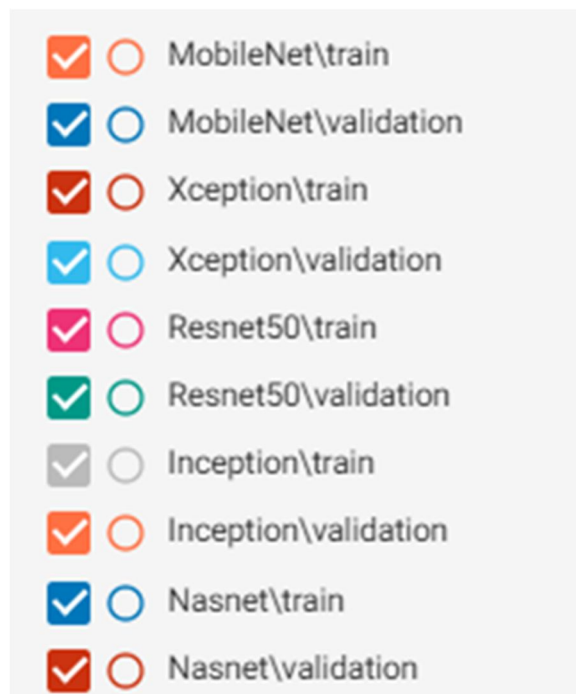 MobileNet\train
MobileNet\validation
Xception\train
Xception\validation
Resnet50\train
Resnet50\validation
Inception\train
Inception\validation
Nasnet\train
Nasnet\validation